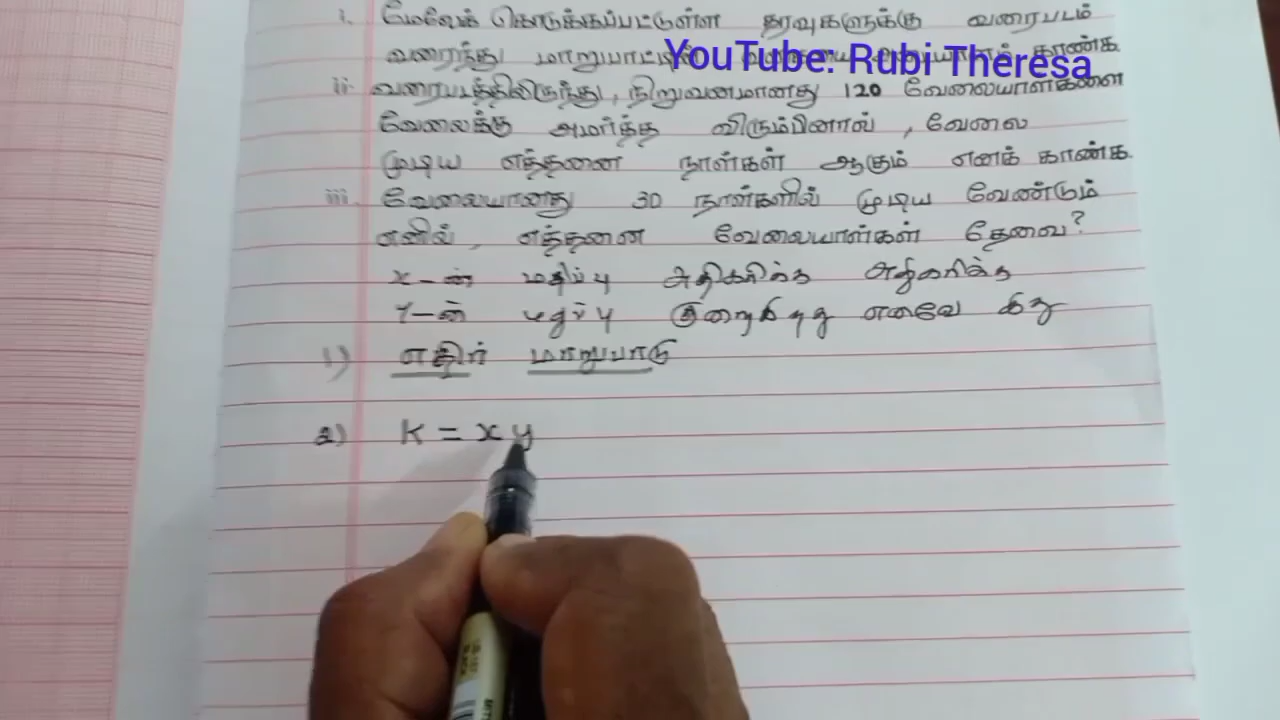 i. மேலேக் கொடுக்கப்பட்டுள்ள தரவுகளுக்கு வரைபடம்
YouTube: Rubi Theresa
வரைந்து காண்க
ii. வரைபடத்திலிருந்து, நிறுவனமானது 120 வேலையாள்களை
வேலைக்கு அமர்த்த விரும்பினால், வேலை
முடிய எத்தனை நாள்கள் ஆகும் எனக் காண்க.
iii. வேலையானது 30 நாள்களில் முடிய வேண்டும்
எனில், எத்தனை வேலையாள்கள் தேவை?
x-ன் மதிப்பு அதிகரிக்க அதிகரிக்க
Y-ன் மதிப்பு குறைகிறது எனவே இது
1) எதிர் மாறுபாடு
2) K = xy